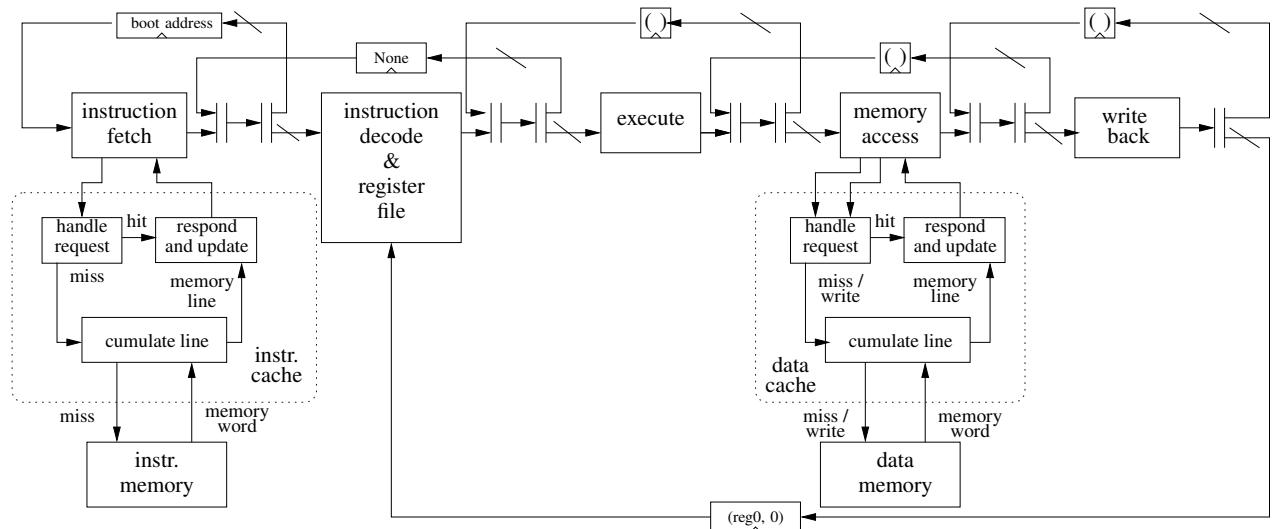 boot address
( )
( )
None
( )
instruction
fetch
instruction
decode
&
register
file
execute
memory
access
write
back
handle
request
hit
respond
and update
miss
memory
line
cumulate line
instr.
cache
miss
memory
word
instr.
memory
handle
request
hit
respond
and update
miss /
write
memory
line
cumulate line
data
cache
miss /
write
memory
word
data
memory
(reg0, 0)